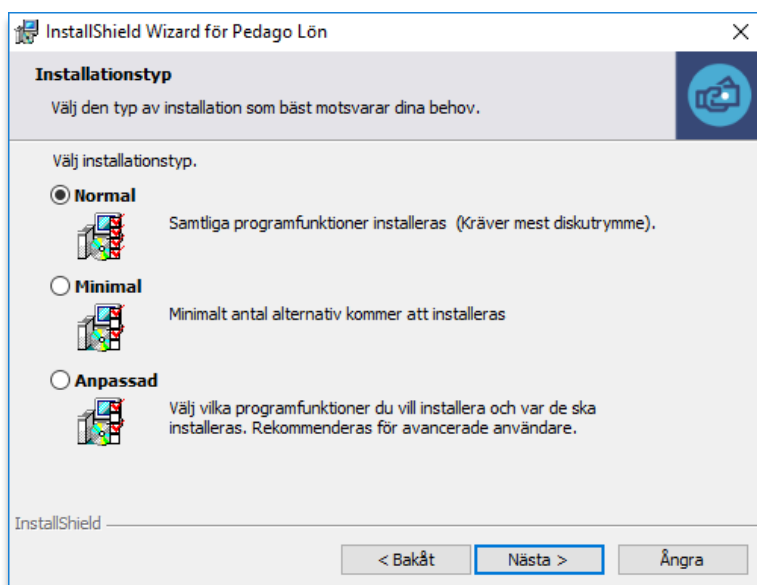 InstallShield Wizard för Pedago Lön
Installationstyp
Välj den typ av installation som bäst motsvarar dina behov.
Välj installationstyp.
Normal
Samtliga programfunktioner installeras (Kräver mest diskutrymme).
Minimal
Minimalt antal alternativ kommer att installeras
Anpassad
Välj vilka programfunktioner du vill installera och var de ska
installeras. Rekommenderas för avancerade användare.
InstallShield
< Bakåt Nästa > Ångra